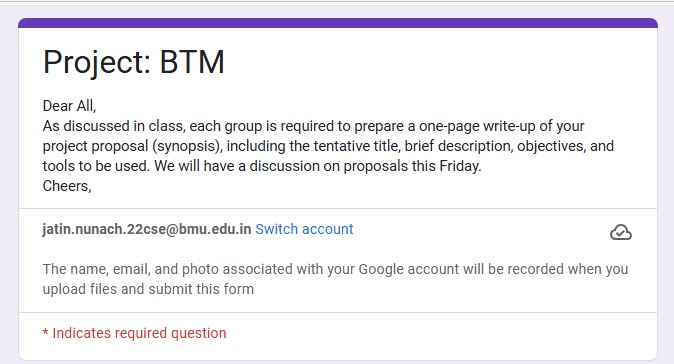 Project: BTM
Dear All,
As discussed in class, each group is required to prepare a one-page write-up of your
project proposal (synopsis), including the tentative title, brief description, objectives, and
tools to be used. We will have a discussion on proposals this Friday.
Cheers,
jatin.nunach.22cse@bmu.edu.in Switch account
The name, email, and photo associated with your Google account will be recorded when you
upload files and submit this form
* Indicates required question